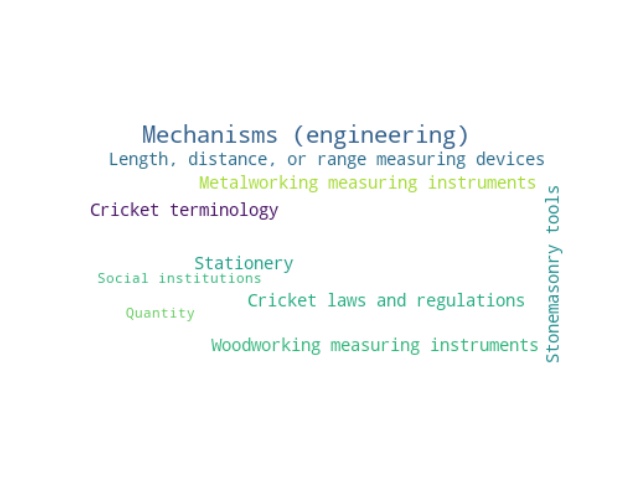 Mechanisms (engineering)
Length, distance, or range measuring devices
Metalworking measuring instruments
Cricket terminology
Stonemasonry tools
Stationery
Social institutions
Cricket laws and regulations
Quantity
Woodworking measuring instruments